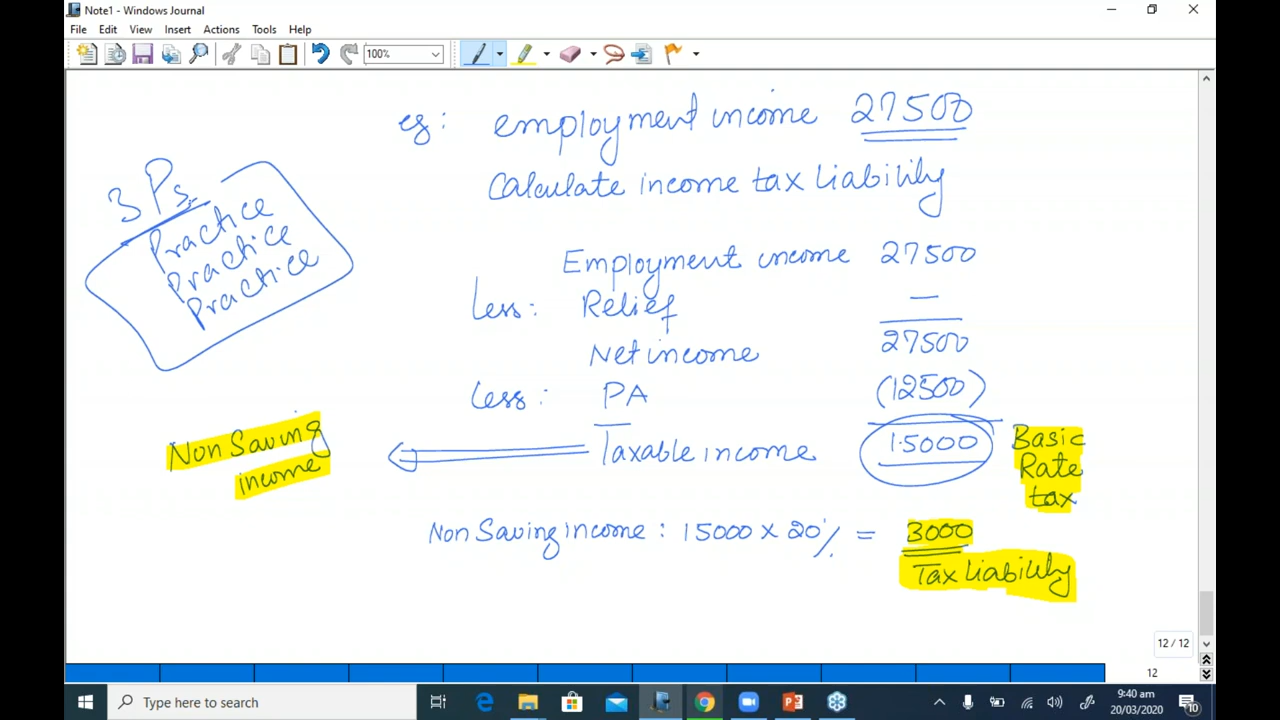 Note1 - Windows Journal
File Edit View Insert Actions Tools Help
100%
eg: employment income 27500
Calculate income tax liability
3 Ps
Practice
Practice
Practice
Employment income 27500
Less: Relief —
Net income 27500
Less: PA (12500)
Taxable income 15000
Basic
Rate
tax
Non Saving
income
Non Saving income: 15000 x 20% = 3000
Tax liability
12 / 12
12
Type here to search
9:40 am
20/03/2020
10